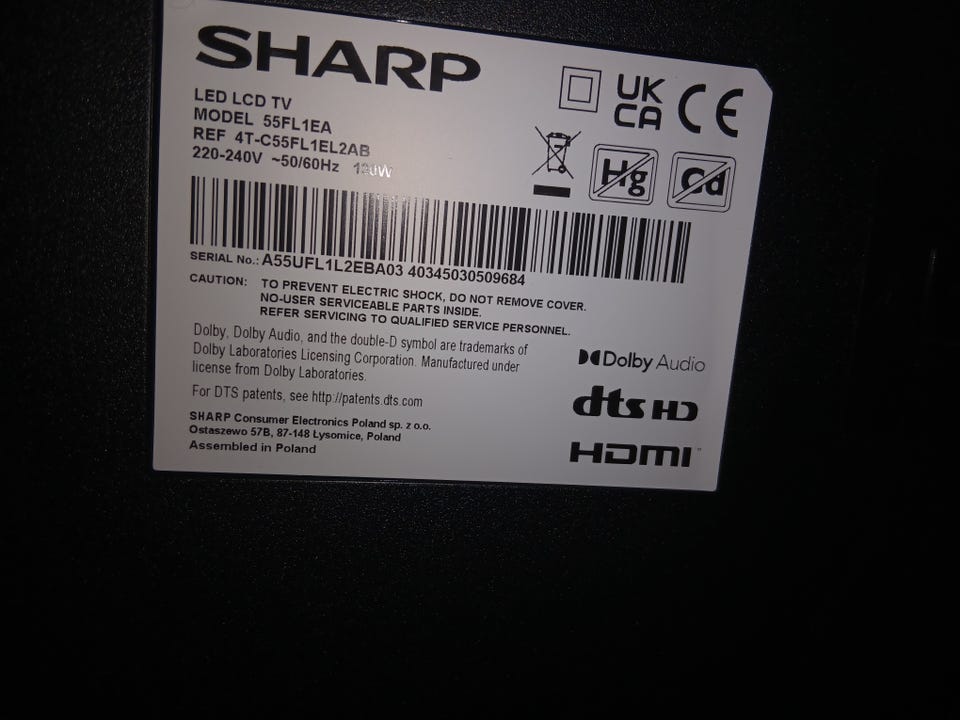 SHARP
LED LCD TV
MODEL 55FL1EA
REF 4T-C55FL1EL2AB
220-240V ~50/60Hz
UK
CA
CE
Hg
Cd
SERIAL No.: A55UFL1L2EBA03 40345030509684
CAUTION: TO PREVENT ELECTRIC SHOCK, DO NOT REMOVE COVER.
NO-USER SERVICEABLE PARTS INSIDE.
REFER SERVICING TO QUALIFIED SERVICE PERSONNEL.
Dolby, Dolby Audio, and the double-D symbol are trademarks of
Dolby Laboratories Licensing Corporation. Manufactured under
license from Dolby Laboratories.
For DTS patents, see http://patents.dts.com
SHARP Consumer Electronics Poland sp. z o.o.
Ostaszewo 57B, 87-148 Łysomice, Poland
Assembled in Poland
Dolby Audio
dts HD
HDMI™